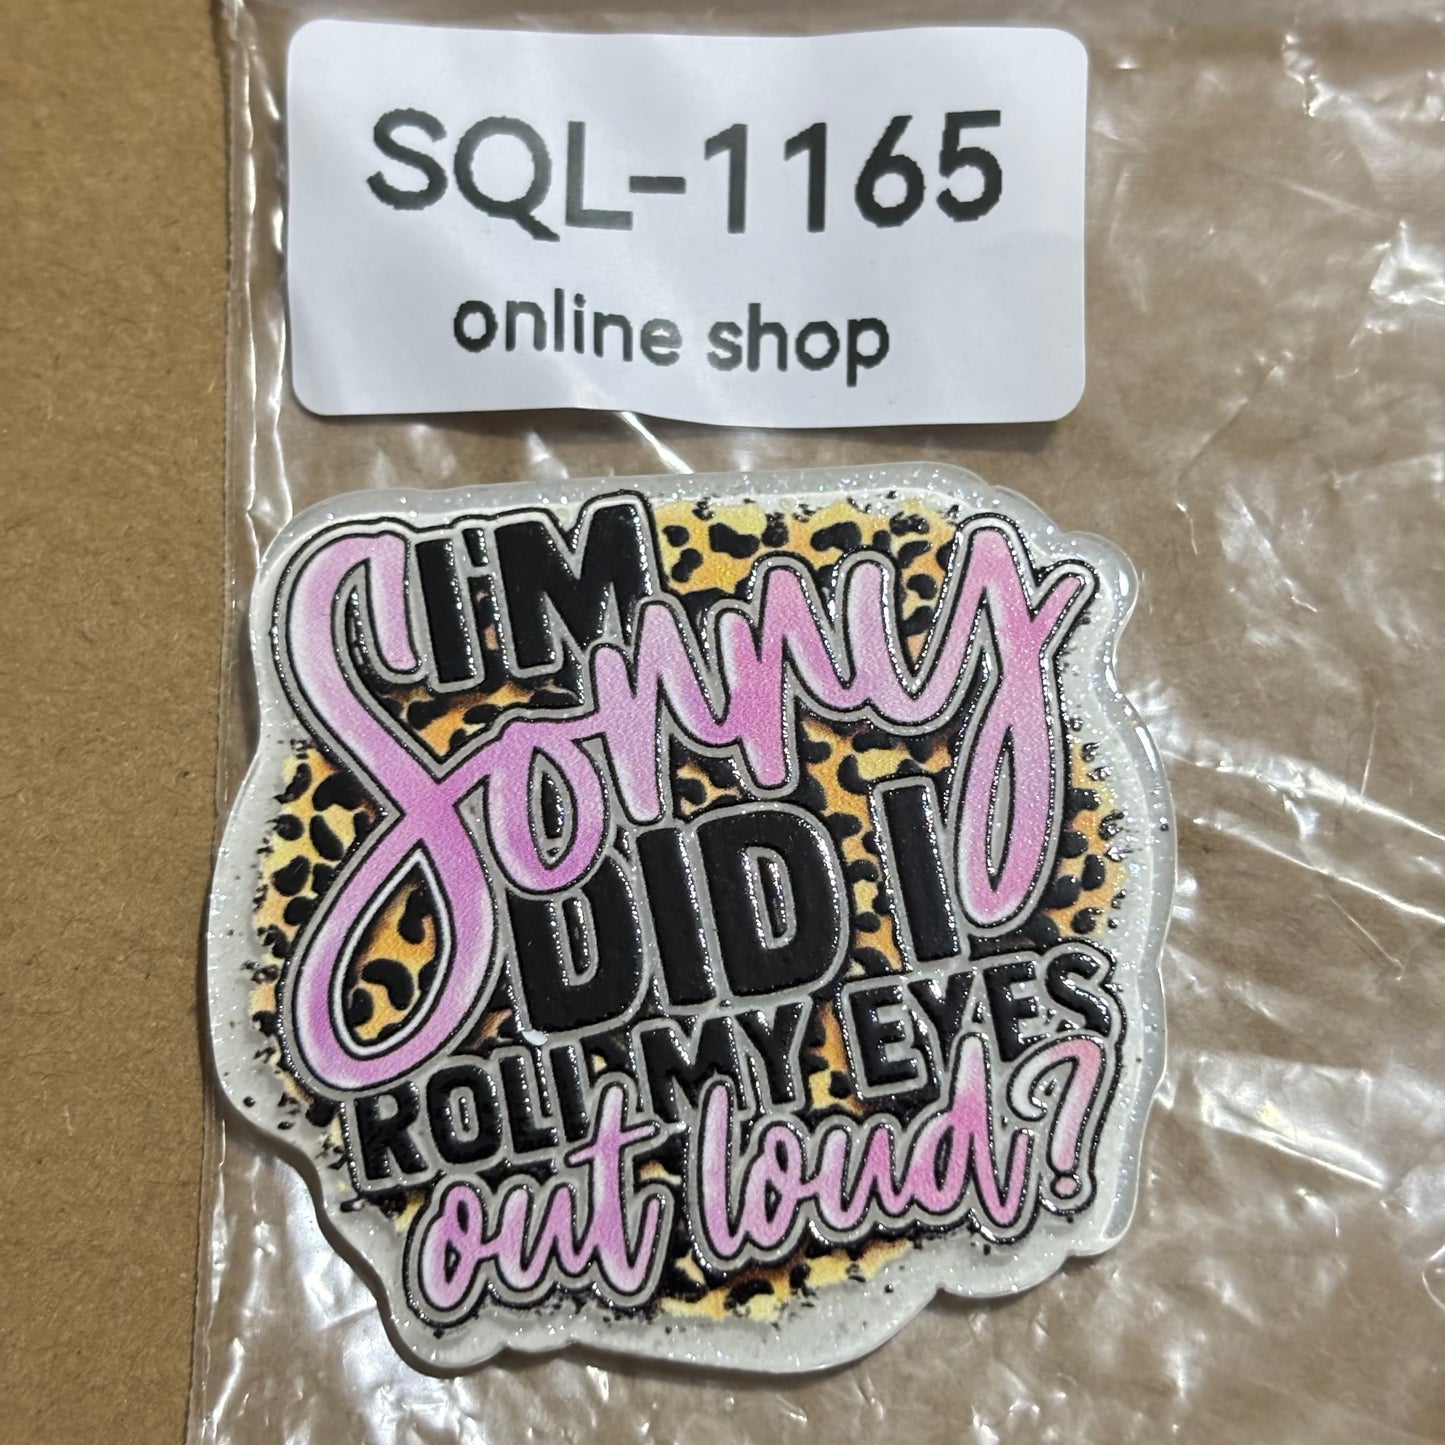 SQL-1165
online shop
I'M
Sorry
DID I
ROLL MY EYES
out loud?